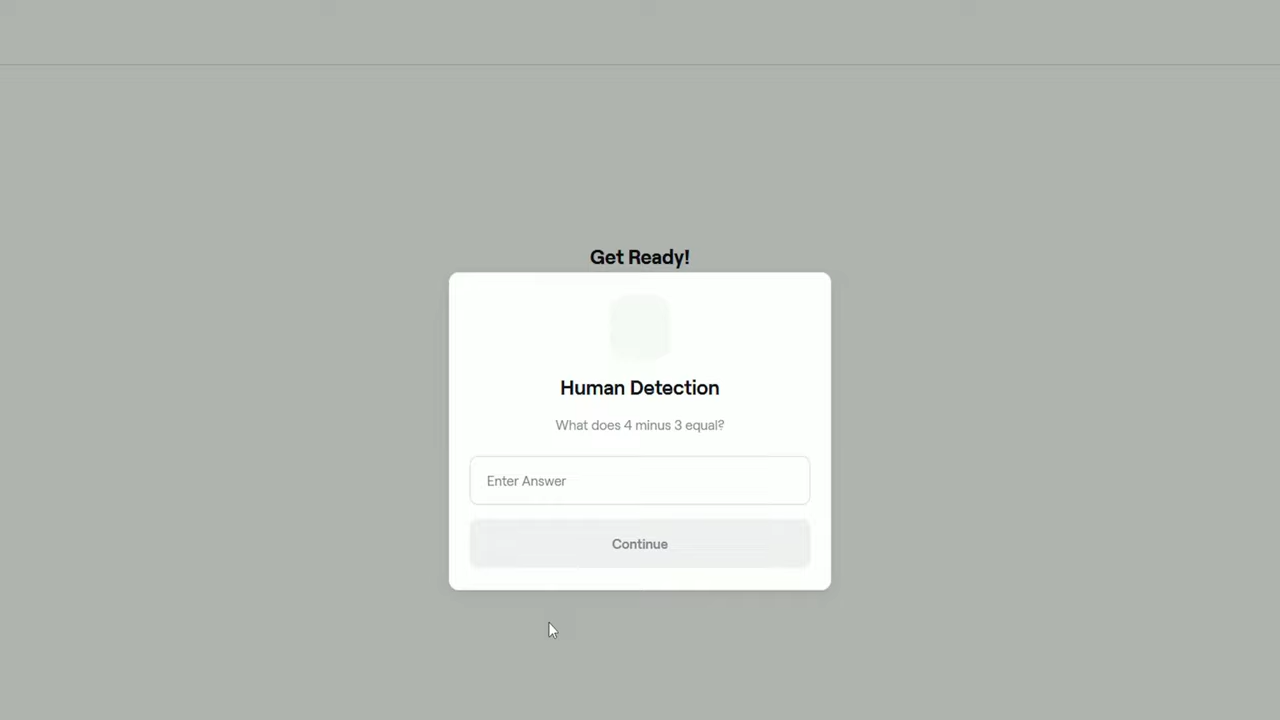 Get Ready!
Human Detection
What does 4 minus 3 equal?
Enter Answer
Continue